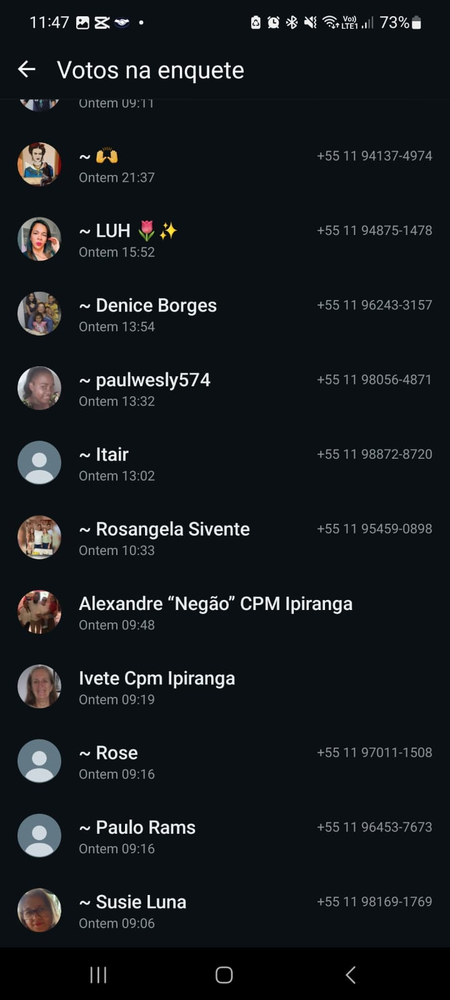 11:47 Vo)) LTE1 73%
Votos na enquete
Ontem 09:11
~ 🙌 +55 11 94137-4974
Ontem 21:37
~ LUH 🌷✨ +55 11 94875-1478
Ontem 15:52
~ Denice Borges +55 11 96243-3157
Ontem 13:54
~ paulwesly574 +55 11 98056-4871
Ontem 13:32
~ Itair +55 11 98872-8720
Ontem 13:02
~ Rosangela Sivente +55 11 95459-0898
Ontem 10:33
Alexandre “Negão” CPM Ipiranga
Ontem 09:48
Ivete Cpm Ipiranga
Ontem 09:19
~ Rose +55 11 97011-1508
Ontem 09:16
~ Paulo Rams +55 11 96453-7673
Ontem 09:16
~ Susie Luna +55 11 98169-1769
Ontem 09:06